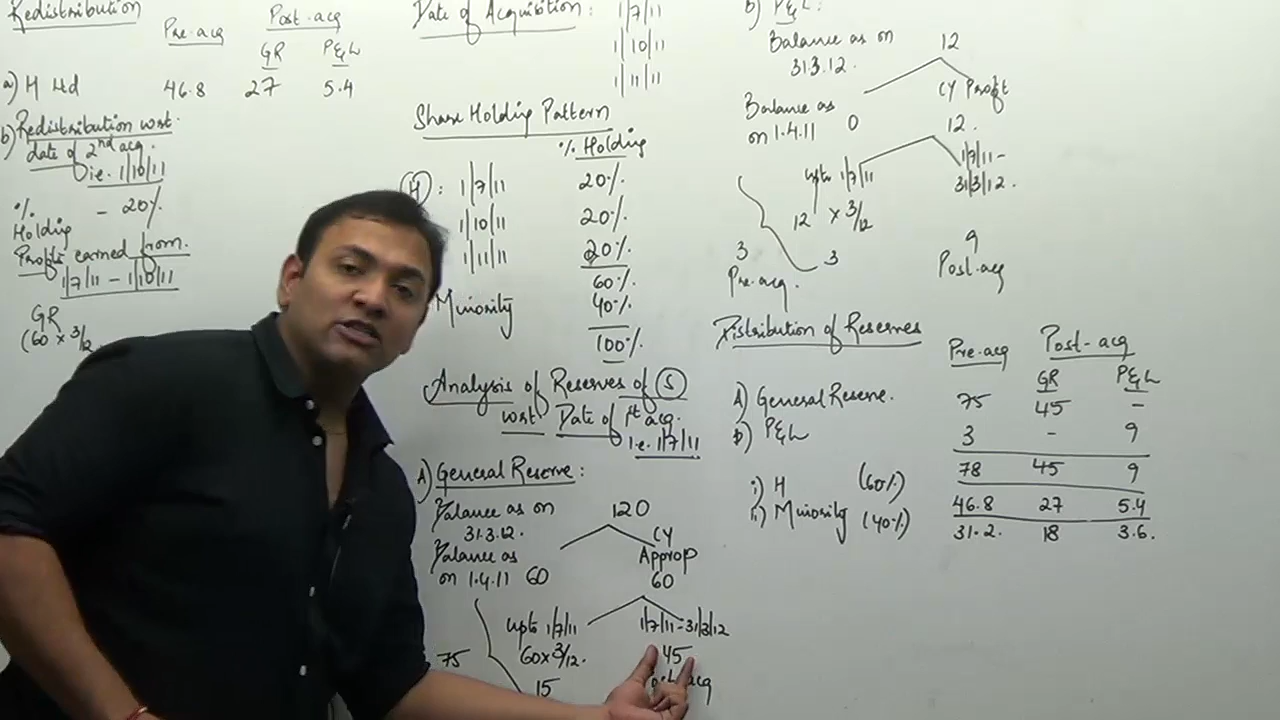 Redistribution
Pre-acq Post-acq
GR P&L
a) H Ltd 46.8 27 5.4
b) Redistribution w.r.t.
date of 2nd acq.
i.e. 1/10/11
% Holding - 20%
Profits earned from
1/7/11 - 1/10/11
GR
(60 x 3/12
Date of Acquisition: 1/7/11
1/10/11
1/11/11
Share Holding Pattern
% Holding
(H): 1/7/11 20%
1/10/11 20%
1/11/11 20%
60%
Minority 40%
100%
Analysis of Reserves of (S)
w.r.t. Date of 1st acq.
i.e. 1/7/11
A) General Reserve:
Balance as on 31.3.12. 120
Balance as on 1.4.11 60
CY Approp 60
upto 1/7/11 1/7/11-31/3/12
60x3/12. 45
75 15 Post-acq
B) P&L:
Balance as on 31.3.12. 12
CY Profit
Balance as on 1.4.11 0 12.
upto 1/7/11 1/7/11 - 31/3/12.
12 x 3/12
3 3 9
Pre-acq. Post-acq
Distribution of Reserves
Pre-acq Post-acq
GR P&L
A) General Reserve. 75 45 -
B) P&L 3 - 9
78 45 9
i) H (60%) 46.8 27 5.4
ii) Minority (40%) 31.2. 18 3.6.